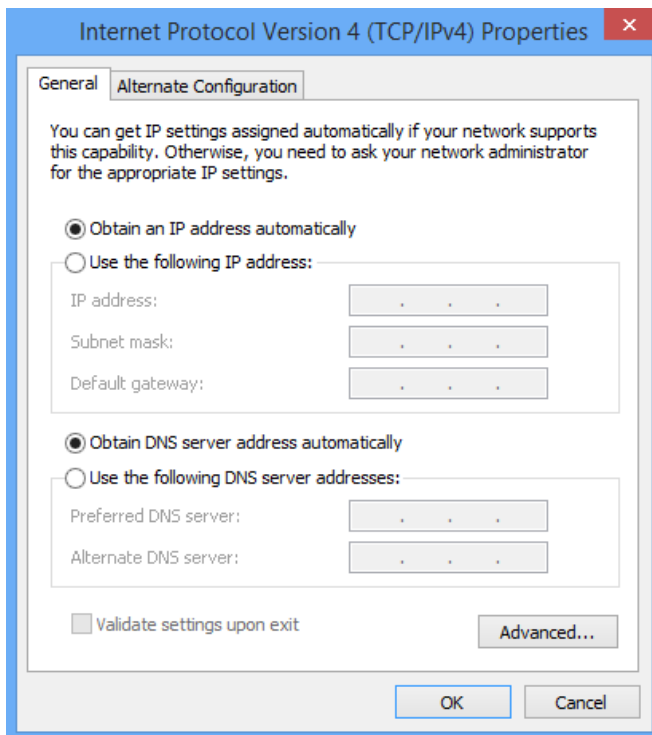 Internet Protocol Version 4 (TCP/IPv4) Properties
General
Alternate Configuration
You can get IP settings assigned automatically if your network supports
this capability. Otherwise, you need to ask your network administrator
for the appropriate IP settings.
Obtain an IP address automatically
Use the following IP address:
IP address:
Subnet mask:
Default gateway:
Obtain DNS server address automatically
Use the following DNS server addresses:
Preferred DNS server:
Alternate DNS server:
Validate settings upon exit
Advanced...
OK
Cancel